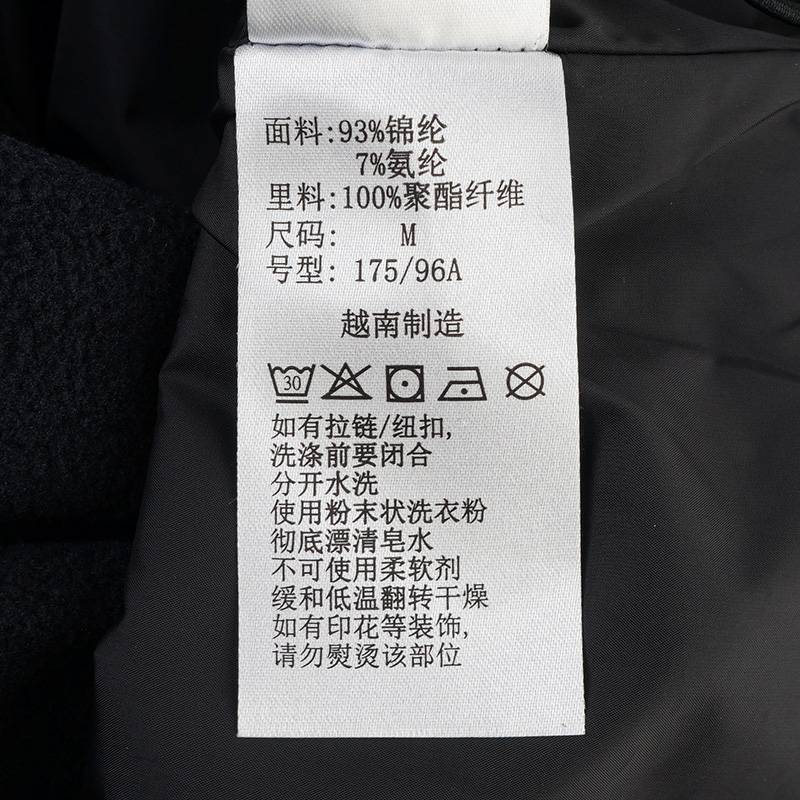 面料:93%锦纶
7%氨纶
里料:100%聚酯纤维
尺码: M
号型: 175/96A
越南制造
30
如有拉链/纽扣,
洗涤前要闭合
分开水洗
使用粉末状洗衣粉
彻底漂清皂水
不可使用柔软剂
缓和低温翻转干燥
如有印花等装饰,
请勿熨烫该部位